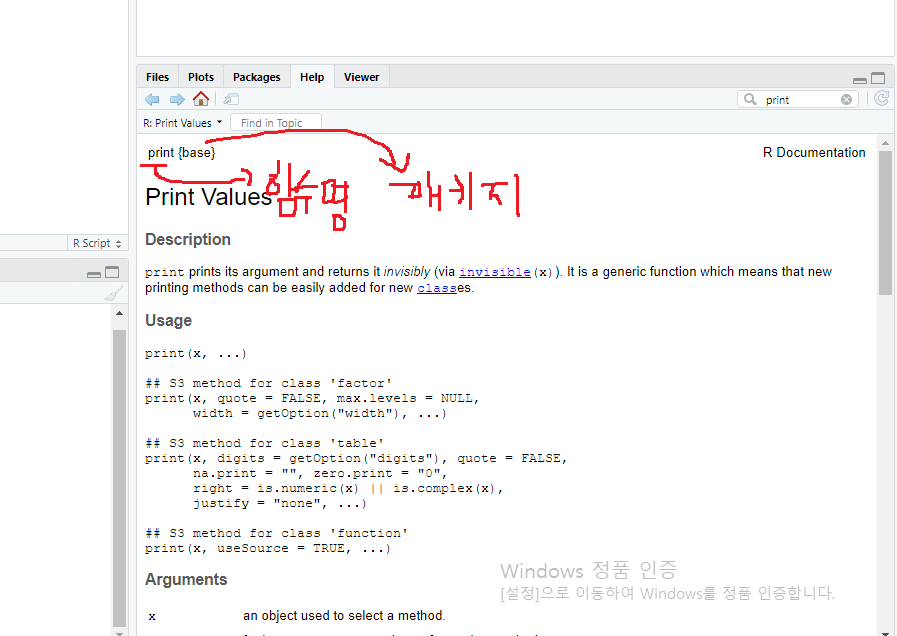 Files Plots Packages Help Viewer
print
R: Print Values Find in Topic
print {base} R Documentation
함수명 패키지
Print Values
Description
print prints its argument and returns it invisibly (via invisible(x)). It is a generic function which means that new
printing methods can be easily added for new classes.
Usage
print(x, ...)
## S3 method for class 'factor'
print(x, quote = FALSE, max.levels = NULL,
width = getOption("width"), ...)
## S3 method for class 'table'
print(x, digits = getOption("digits"), quote = FALSE,
na.print = "", zero.print = "0",
right = is.numeric(x) || is.complex(x),
justify = "none", ...)
## S3 method for class 'function'
print(x, useSource = TRUE, ...)
Arguments
x an object used to select a method.
R Script
Windows 정품 인증
[설정]으로 이동하여 Windows를 정품 인증합니다.